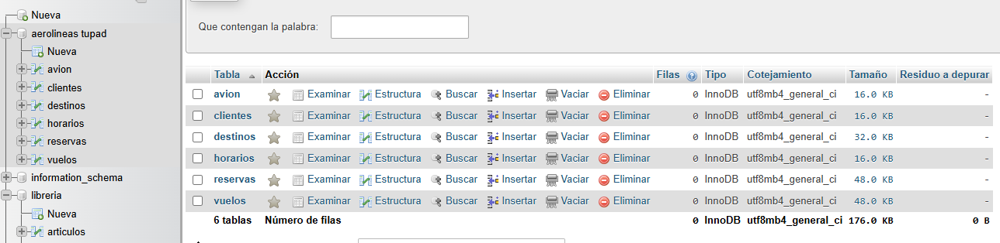 Nueva
aerolineas tupad
Nueva
avion
clientes
destinos
horarios
reservas
vuelos
information_schema
libreria
Nueva
articulos
Que contengan la palabra:
Tabla Acción Filas Tipo Cotejamiento Tamaño Residuo a depurar
avion Examinar Estructura Buscar Insertar Vaciar Eliminar 0 InnoDB utf8mb4_general_ci 16.0 KB -
clientes Examinar Estructura Buscar Insertar Vaciar Eliminar 0 InnoDB utf8mb4_general_ci 16.0 KB -
destinos Examinar Estructura Buscar Insertar Vaciar Eliminar 0 InnoDB utf8mb4_general_ci 32.0 KB -
horarios Examinar Estructura Buscar Insertar Vaciar Eliminar 0 InnoDB utf8mb4_general_ci 16.0 KB -
reservas Examinar Estructura Buscar Insertar Vaciar Eliminar 0 InnoDB utf8mb4_general_ci 48.0 KB -
vuelos Examinar Estructura Buscar Insertar Vaciar Eliminar 0 InnoDB utf8mb4_general_ci 48.0 KB -
6 tablas Número de filas 0 InnoDB utf8mb4_general_ci 176.0 KB 0 B